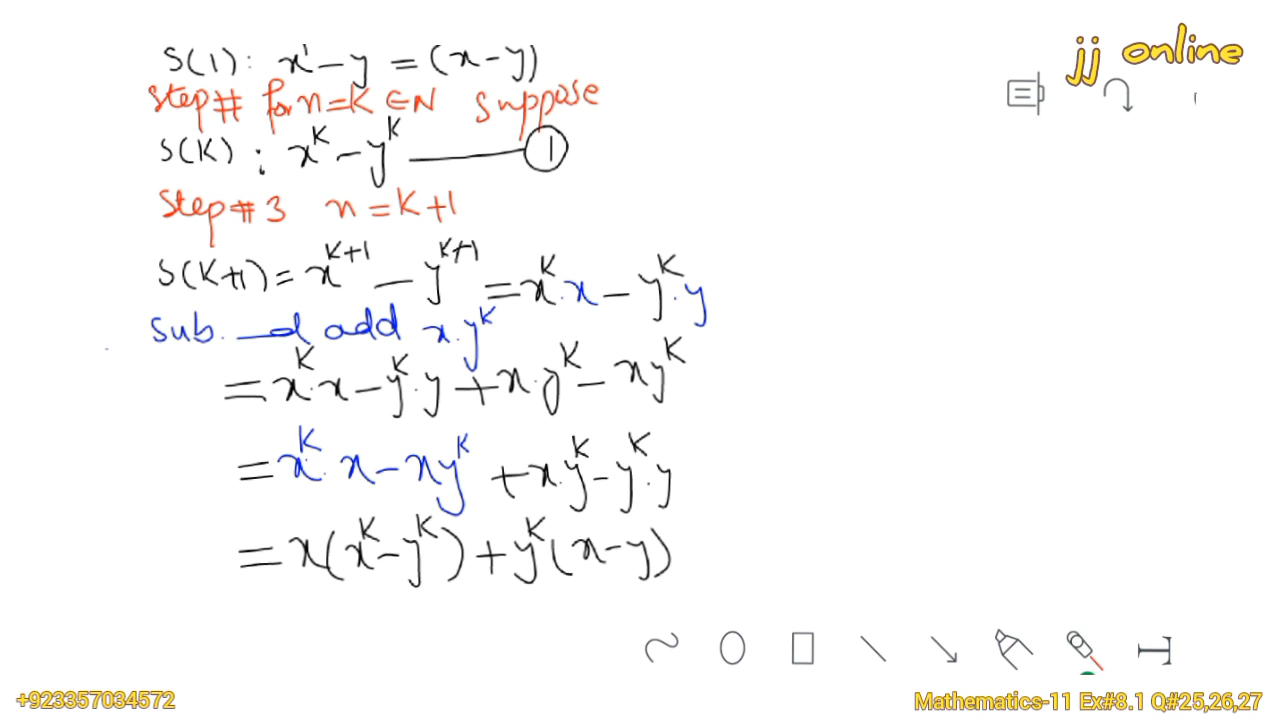 jj online
S(1): x¹ - y = (x - y)
Step# for n = K ∈ N suppose
S(K) : x^K - y^K ——— ①
Step #3 n = K+1
S(K+1) = x^(K+1) - y^(K+1) = x^K . x - y^K . y
Sub. add x.y^K
= x^K . x - y^K . y + x . y^K - xy^K
= x^K . x - xy^K + x.y^K - y^K . y
= x(x^K - y^K) + y^K(x - y)
+923357034572
Mathematics-11 Ex#8.1 Q#25,26,27